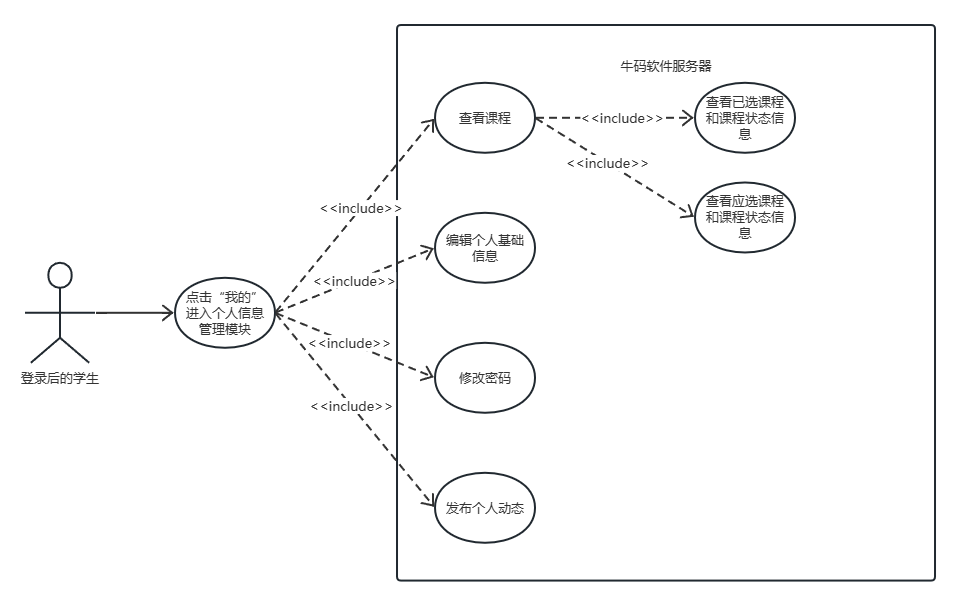 牛码软件服务器
查看课程
<<include>>
查看已选课程
和课程状态信
息
<<include>>
查看应选课程
和课程状态信
息
<<include>>
编辑个人基础
信息
<<include>>
点击“我的”
进入个人信息
管理模块
登录后的学生
<<include>>
修改密码
<<include>>
发布个人动态